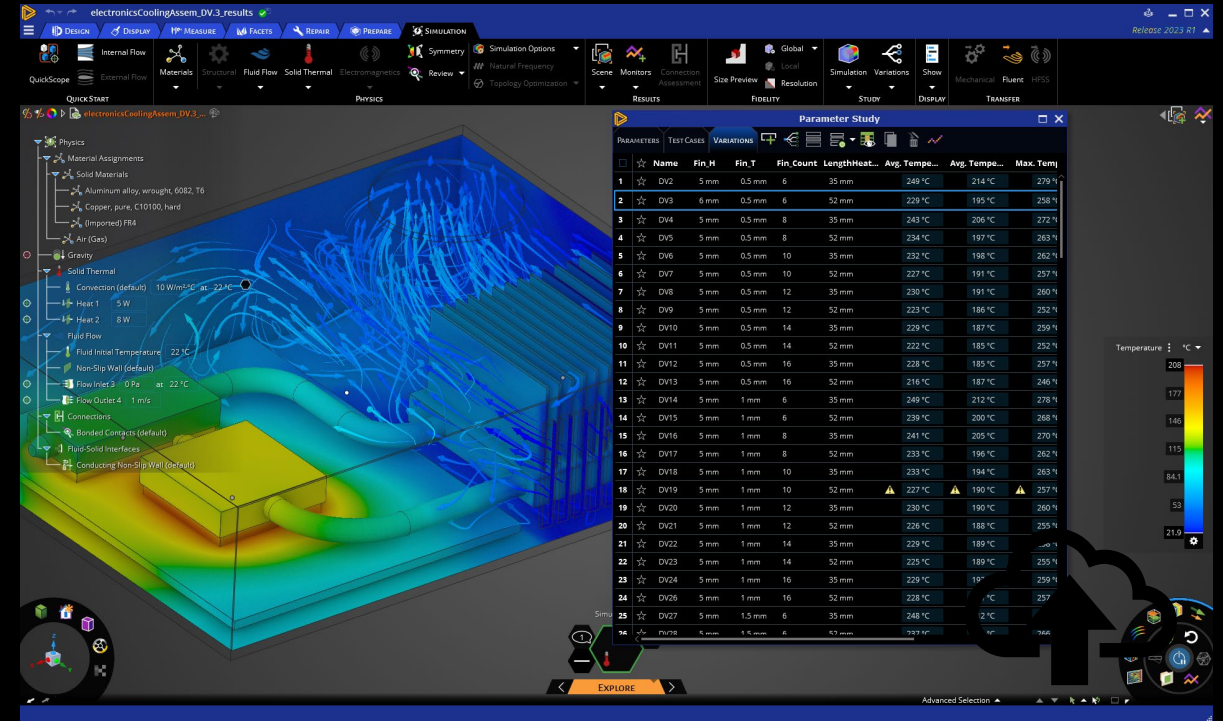 electronicsCoolingAssem_DV.3_results
DESIGN DISPLAY MEASURE FACETS REPAIR PREPARE SIMULATION
Release 2023 R1
QuickScope Internal Flow External Flow
QUICK START
Materials Structural Fluid Flow Solid Thermal Electromagnetics Symmetry Review
Simulation Options
Natural Frequency
Topology Optimization
PHYSICS
Scene Monitors Connection Assessment
RESULTS
Size Preview Global Local Resolution
FIDELITY
Simulation Variations
STUDY
Show
DISPLAY
Mechanical Fluent HFSS
TRANSFER
electronicsCoolingAssem_DV.3_...
Physics
Material Assignments
Solid Materials
Aluminum alloy, wrought, 6082, T6
Copper, pure, C10100, hard
(Imported) FR4
Air (Gas)
Gravity
Solid Thermal
Convection (default) 10 W/m²·°C at 22 °C
Heat 1 5 W
Heat 2 8 W
Fluid Flow
Fluid Initial Temperature 22 °C
Non-Slip Wall (default)
Flow Inlet 3 0 Pa at 22 °C
Flow Outlet 4 1 m/s
Connections
Bonded Contacts (default)
Fluid-Solid Interfaces
Conducting Non-Slip Wall (default)
Parameter Study
PARAMETERS TEST CASES VARIATIONS
Name Fin_H Fin_T Fin_Count LengthHeat... Avg. Tempe... Avg. Tempe... Max. Temp
1 DV2 5 mm 0.5 mm 6 35 mm 249 °C 214 °C 279 °
2 DV3 6 mm 0.5 mm 6 52 mm 229 °C 195 °C 258 °
3 DV4 5 mm 0.5 mm 8 35 mm 243 °C 206 °C 272 °
4 DV5 5 mm 0.5 mm 8 52 mm 234 °C 197 °C 263 °
5 DV6 5 mm 0.5 mm 10 35 mm 232 °C 198 °C 262 °
6 DV7 5 mm 0.5 mm 10 52 mm 227 °C 191 °C 257 °
7 DV8 5 mm 0.5 mm 12 35 mm 230 °C 191 °C 260 °
8 DV9 5 mm 0.5 mm 12 52 mm 223 °C 186 °C 252 °
9 DV10 5 mm 0.5 mm 14 35 mm 229 °C 187 °C 259 °
10 DV11 5 mm 0.5 mm 14 52 mm 222 °C 185 °C 252 °
11 DV12 5 mm 0.5 mm 16 35 mm 228 °C 185 °C 257 °
12 DV13 5 mm 0.5 mm 16 52 mm 216 °C 187 °C 246 °
13 DV14 5 mm 1 mm 6 35 mm 249 °C 212 °C 278 °
14 DV15 5 mm 1 mm 6 52 mm 239 °C 200 °C 268 °
15 DV16 5 mm 1 mm 8 35 mm 241 °C 205 °C 270 °
16 DV17 5 mm 1 mm 8 52 mm 233 °C 196 °C 262 °
17 DV18 5 mm 1 mm 10 35 mm 233 °C 194 °C 263 °
18 DV19 5 mm 1 mm 10 52 mm 227 °C 190 °C 257 °
19 DV20 5 mm 1 mm 12 35 mm 230 °C 190 °C 260 °
20 DV21 5 mm 1 mm 12 52 mm 226 °C 188 °C 255 °
21 DV22 5 mm 1 mm 14 35 mm 229 °C 189 °C
22 DV23 5 mm 1 mm 14 52 mm 225 °C 189 °C 255 °
23 DV24 5 mm 1 mm 16 35 mm 229 °C 259 °
24 DV26 5 mm 1 mm 16 52 mm 228 °C 257
25 DV27 5 mm 1.5 mm 6 35 mm 248 °C
26 DV28 5 mm 1.5 mm 6 52 mm 237 °C 266
Temperature °C
208
177
146
115
84.1
53
21.9
Simu
1
EXPLORE
Advanced Selection